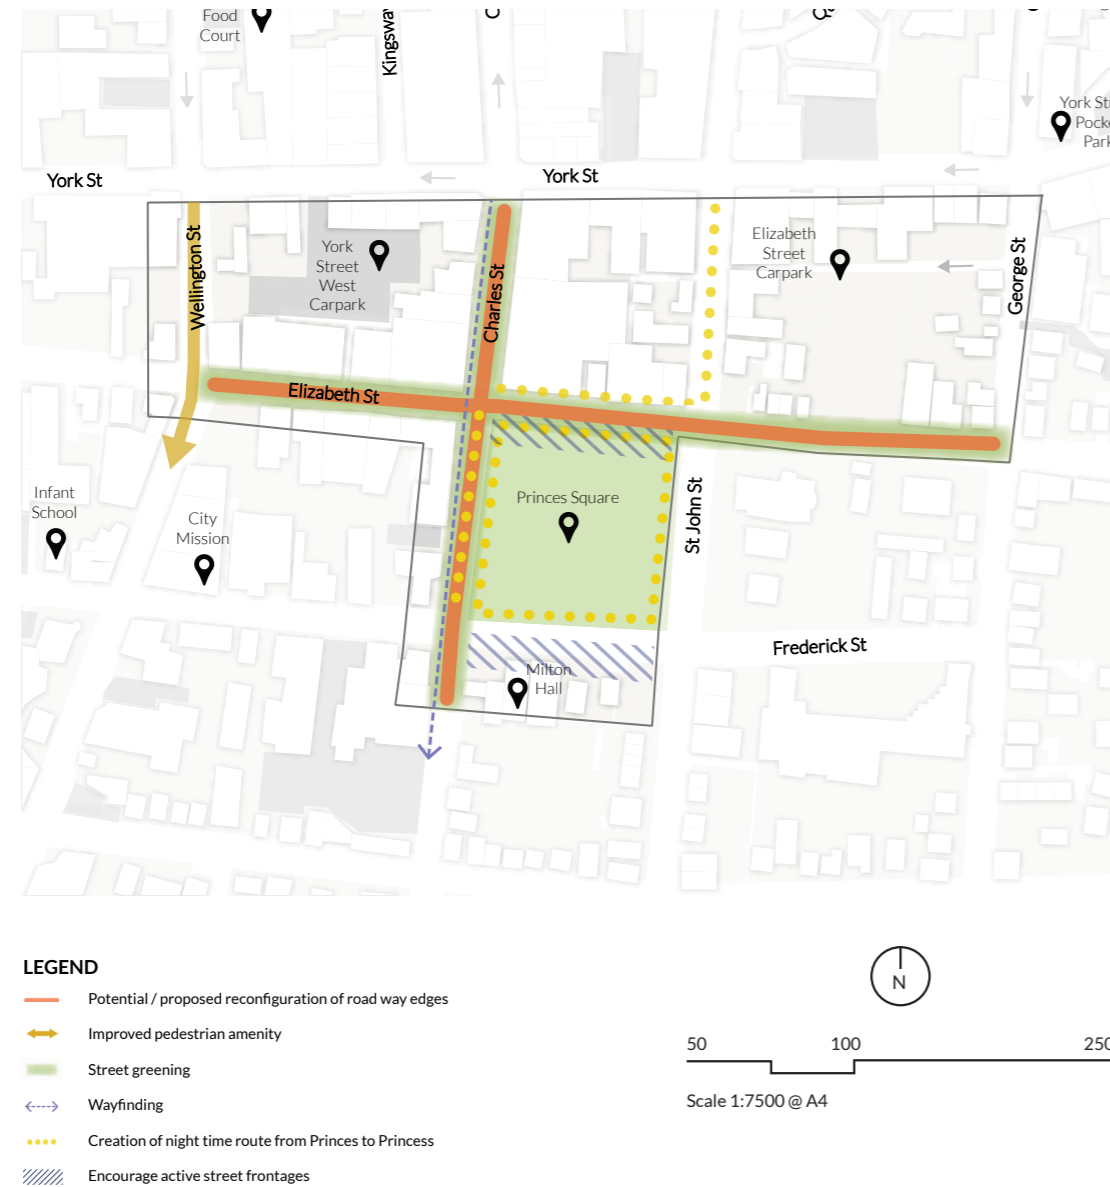 Food
Court
Kingsway
York St
Pocke
Park
York St
York St
Wellington St
York
Street
West
Carpark
Charles St
Elizabeth
Street
Carpark
George St
Elizabeth St
Infant
School
City
Mission
Princes Square
St John St
Milton
Hall
Frederick St
LEGEND
Potential / proposed reconfiguration of road way edges
Improved pedestrian amenity
Street greening
Wayfinding
Creation of night time route from Princes to Princess
Encourage active street frontages
N
50 100 250
Scale 1:7500 @ A4